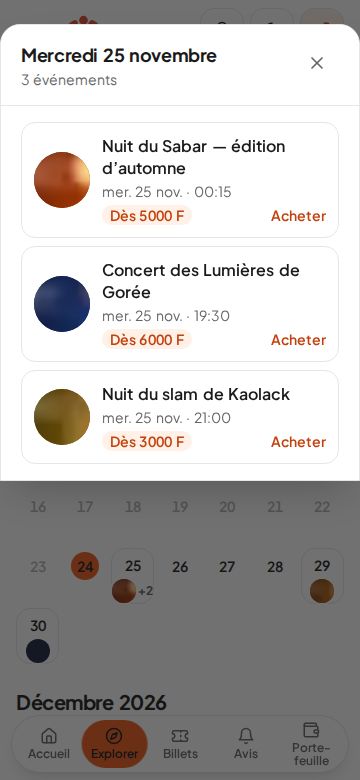 Mercredi 25 novembre
3 événements
Nuit du Sabar — édition
d’automne
mer. 25 nov. · 00:15
Dès 5000 F
Acheter
Concert des Lumières de
Gorée
mer. 25 nov. · 19:30
Dès 6000 F
Acheter
Nuit du slam de Kaolack
mer. 25 nov. · 21:00
Dès 3000 F
Acheter
16 17 18 19 20 21 22
23 24 25 26 27 28 29
+2
30
Décembre 2026
Accueil
Explorer
Billets
Avis
Porte-
feuille